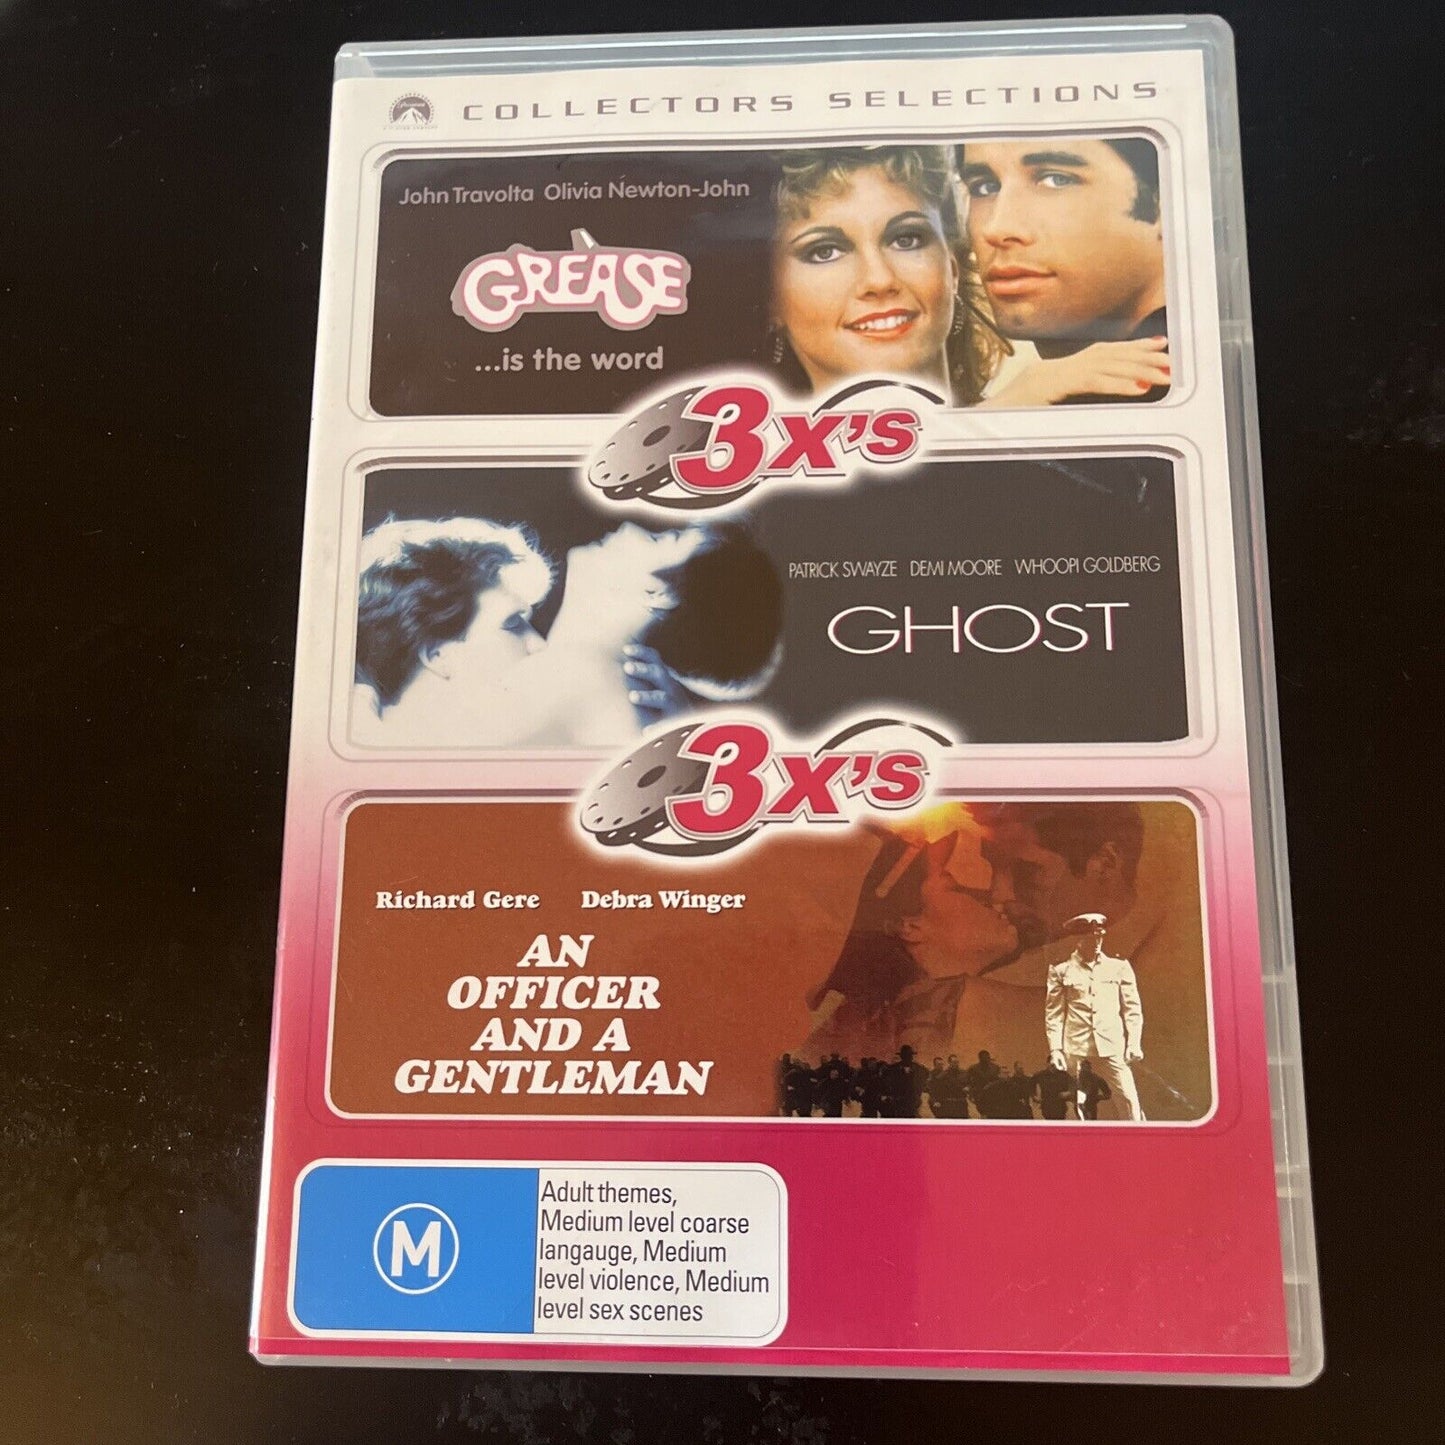 Paramount
COLLECTORS SELECTIONS
John Travolta Olivia Newton-John
GREASE
...is the word
3x's
PATRICK SWAYZE DEMI MOORE WHOOPI GOLDBERG
GHOST
3x's
Richard Gere Debra Winger
AN
OFFICER
AND A
GENTLEMAN
M
Adult themes,
Medium level coarse
langauge, Medium
level violence, Medium
level sex scenes